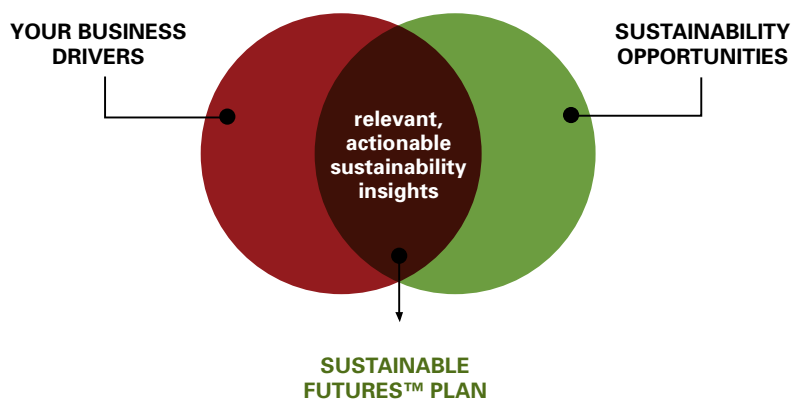 YOUR BUSINESS
DRIVERS
SUSTAINABILITY
OPPORTUNITIES
relevant,
actionable
sustainability
insights
SUSTAINABLE
FUTURES™ PLAN